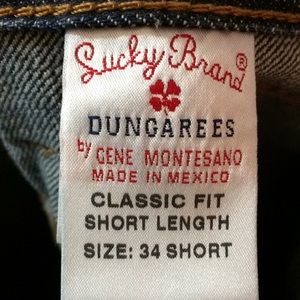 Lucky Brand®
DUNGAREES
by GENE MONTESANO
MADE IN MEXICO
CLASSIC FIT
SHORT LENGTH
SIZE: 34 SHORT